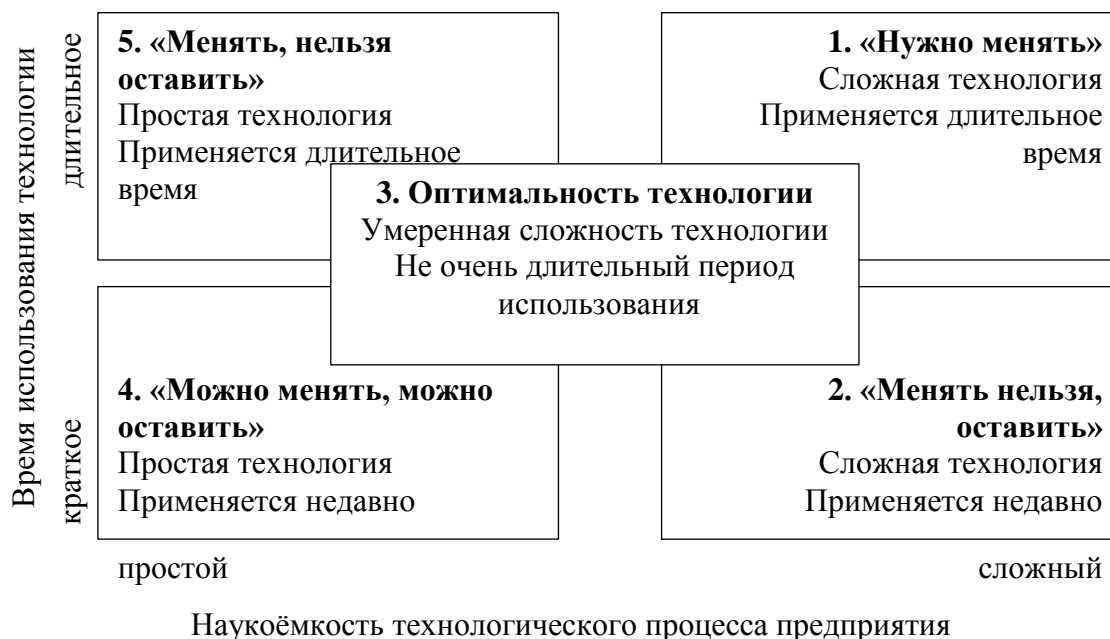 Время использования технологии
длительное
краткое
5. «Менять, нельзя
оставить»
Простая технология
Применяется длительное
время
1. «Нужно менять»
Сложная технология
Применяется длительное
время
3. Оптимальность технологии
Умеренная сложность технологии
Не очень длительный период
использования
4. «Можно менять, можно
оставить»
Простая технология
Применяется недавно
2. «Менять нельзя,
оставить»
Сложная технология
Применяется недавно
простой
сложный
Наукоёмкость технологического процесса предприятия